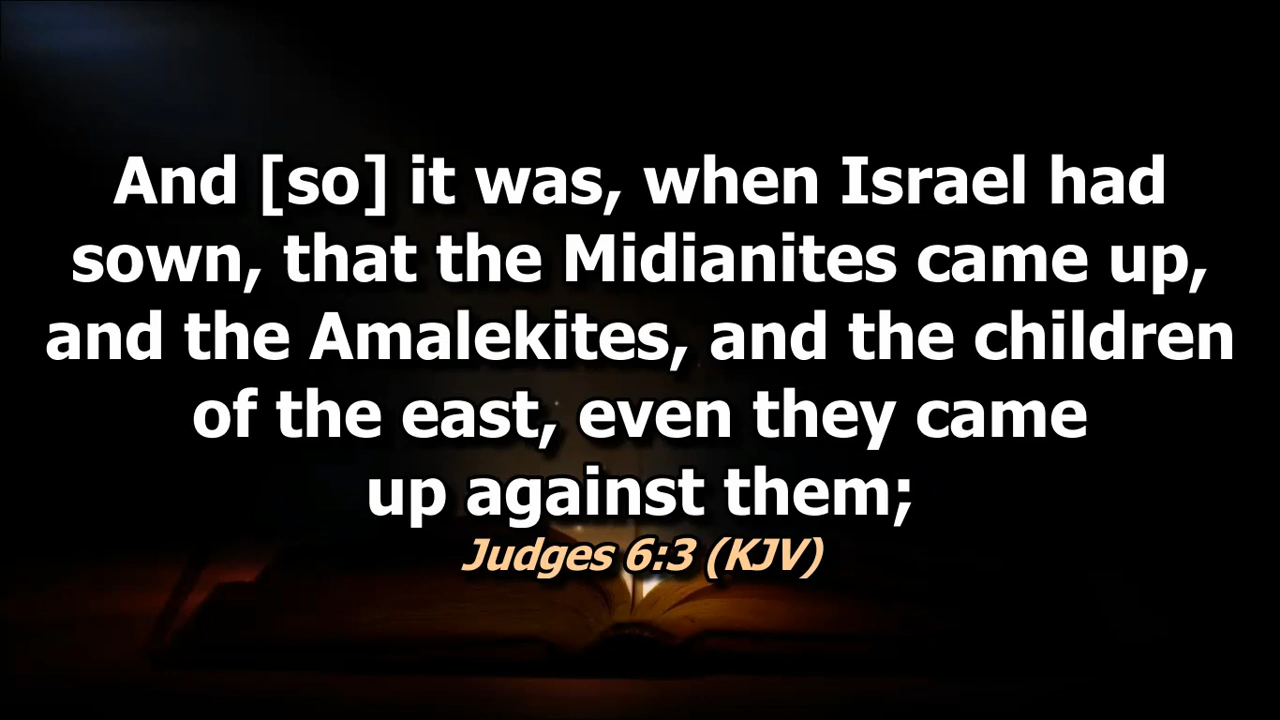 And [so] it was, when Israel had
sown, that the Midianites came up,
and the Amalekites, and the children
of the east, even they came
up against them;
Judges 6:3 (KJV)